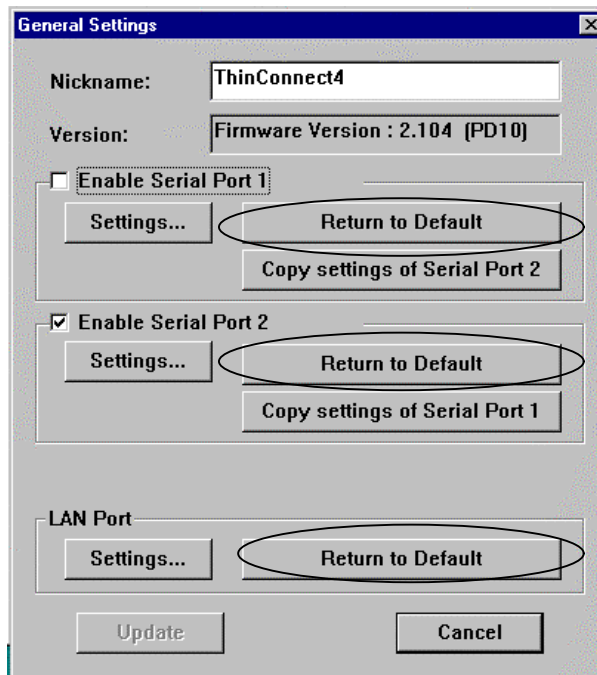 General Settings
Nickname: ThinConnect4
Version: Firmware Version : 2.104 (PD10)
Enable Serial Port 1
Settings... Return to Default
Copy settings of Serial Port 2
Enable Serial Port 2
Settings... Return to Default
Copy settings of Serial Port 1
LAN Port
Settings... Return to Default
Update Cancel